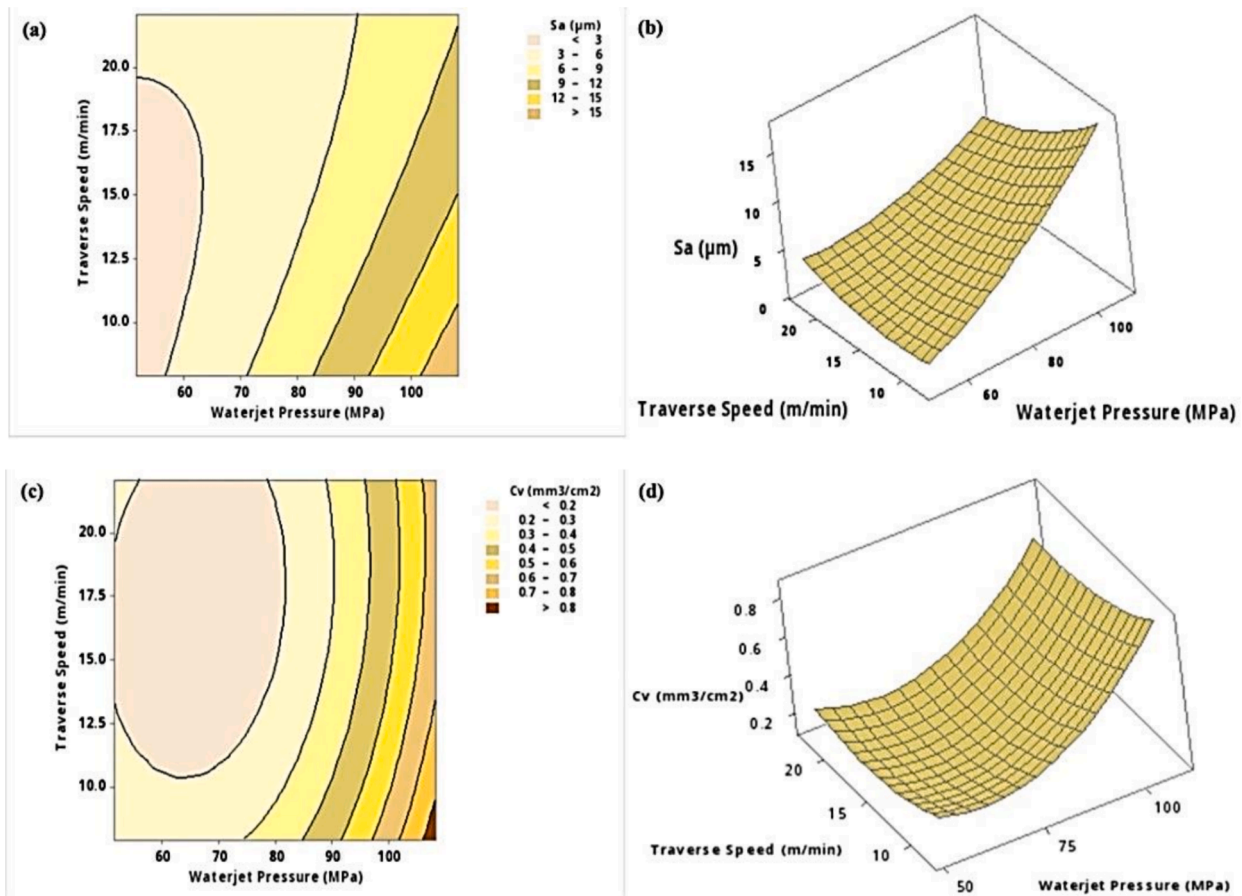 (a)
Sa (µm)
< 3
3 – 6
6 – 9
9 – 12
12 – 15
> 15
20.0
17.5
15.0
12.5
10.0
Traverse Speed (m/min)
60 70 80 90 100
Waterjet Pressure (MPa)
(b)
15
10
5
0
Sa (µm)
20
15
10
100
80
60
Traverse Speed (m/min)
Waterjet Pressure (MPa)
(c)
Cv (mm3/cm2)
< 0.2
0.2 – 0.3
0.3 – 0.4
0.4 – 0.5
0.5 – 0.6
0.6 – 0.7
0.7 – 0.8
> 0.8
20.0
17.5
15.0
12.5
10.0
Traverse Speed (m/min)
60 70 80 90 100
Waterjet Pressure (MPa)
(d)
0.8
0.6
0.4
0.2
Cv (mm3/cm2)
20
15
10
100
75
50
Traverse Speed (m/min)
Waterjet Pressure (MPa)